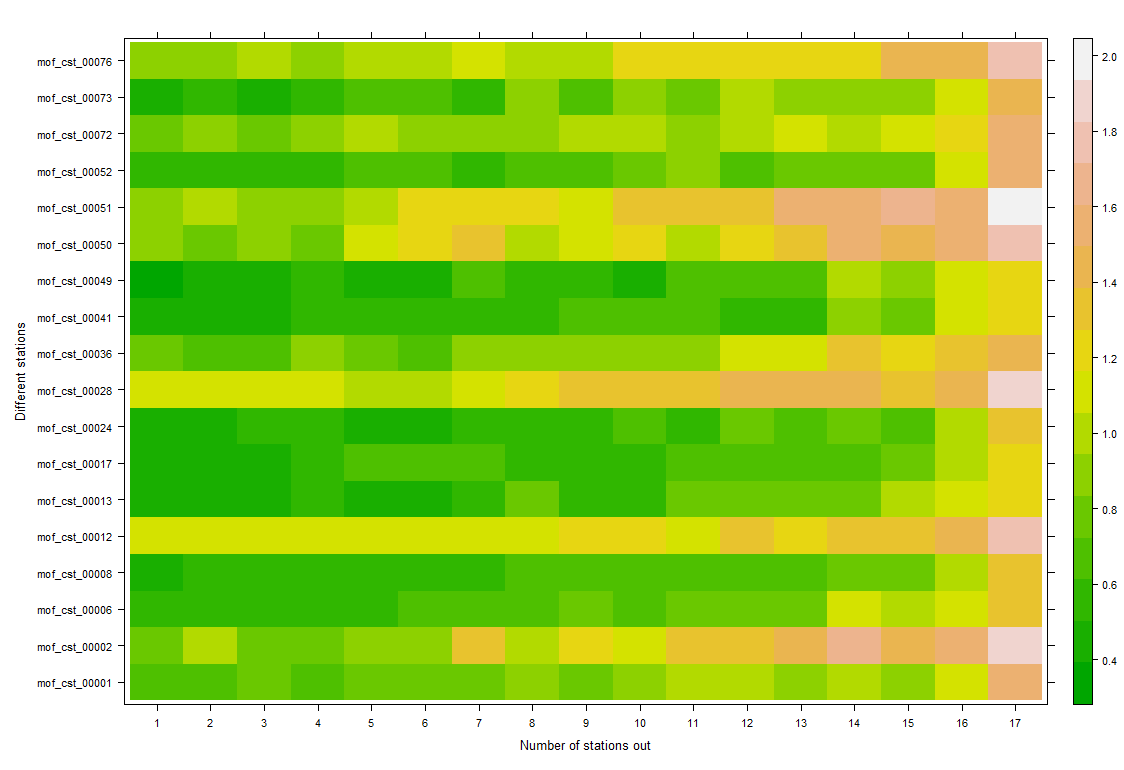 mof_cst_00076
mof_cst_00073
mof_cst_00072
mof_cst_00052
mof_cst_00051
mof_cst_00050
mof_cst_00049
mof_cst_00041
mof_cst_00036
mof_cst_00028
mof_cst_00024
mof_cst_00017
mof_cst_00013
mof_cst_00012
mof_cst_00008
mof_cst_00006
mof_cst_00002
mof_cst_00001
Different stations
1 2 3 4 5 6 7 8 9 10 11 12 13 14 15 16 17
Number of stations out
2.0
1.8
1.6
1.4
1.2
1.0
0.8
0.6
0.4